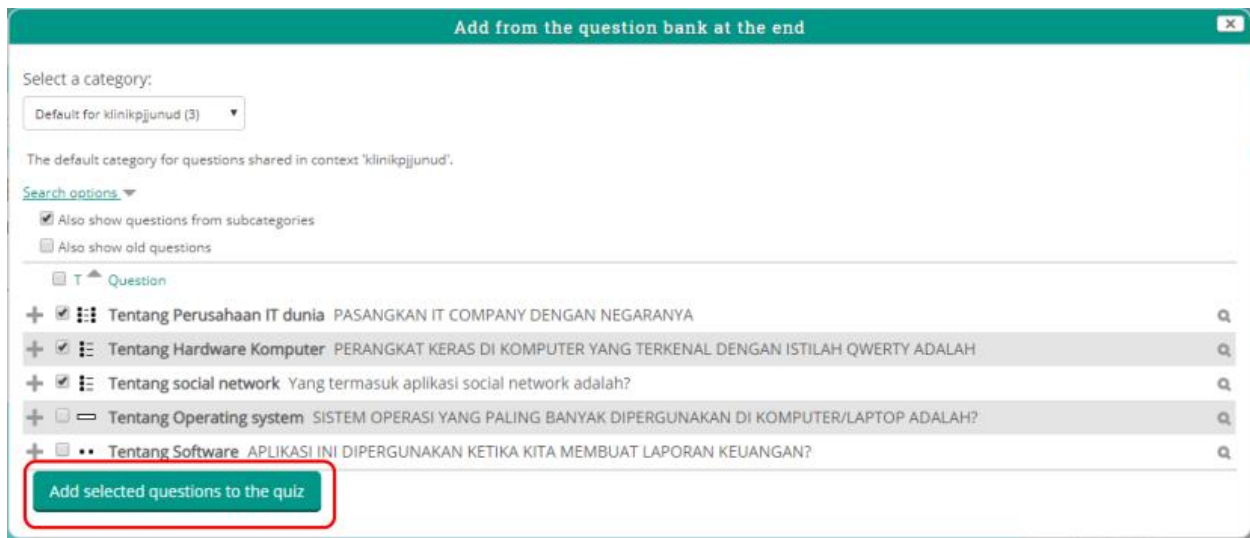 Add from the question bank at the end
Select a category:
Default for klinikpjjunud (3)
The default category for questions shared in context 'klinikpjjunud'.
Search options
Also show questions from subcategories
Also show old questions
T Question
Tentang Perusahaan IT dunia PASANGKAN IT COMPANY DENGAN NEGARANYA
Tentang Hardware Komputer PERANGKAT KERAS DI KOMPUTER YANG TERKENAL DENGAN ISTILAH QWERTY ADALAH
Tentang social network Yang termasuk aplikasi social network adalah?
Tentang Operating system SISTEM OPERASI YANG PALING BANYAK DIPERGUNAKAN DI KOMPUTER/LAPTOP ADALAH?
Tentang Software APLIKASI INI DIPERGUNAKAN KETIKA KITA MEMBUAT LAPORAN KEUANGAN?
Add selected questions to the quiz